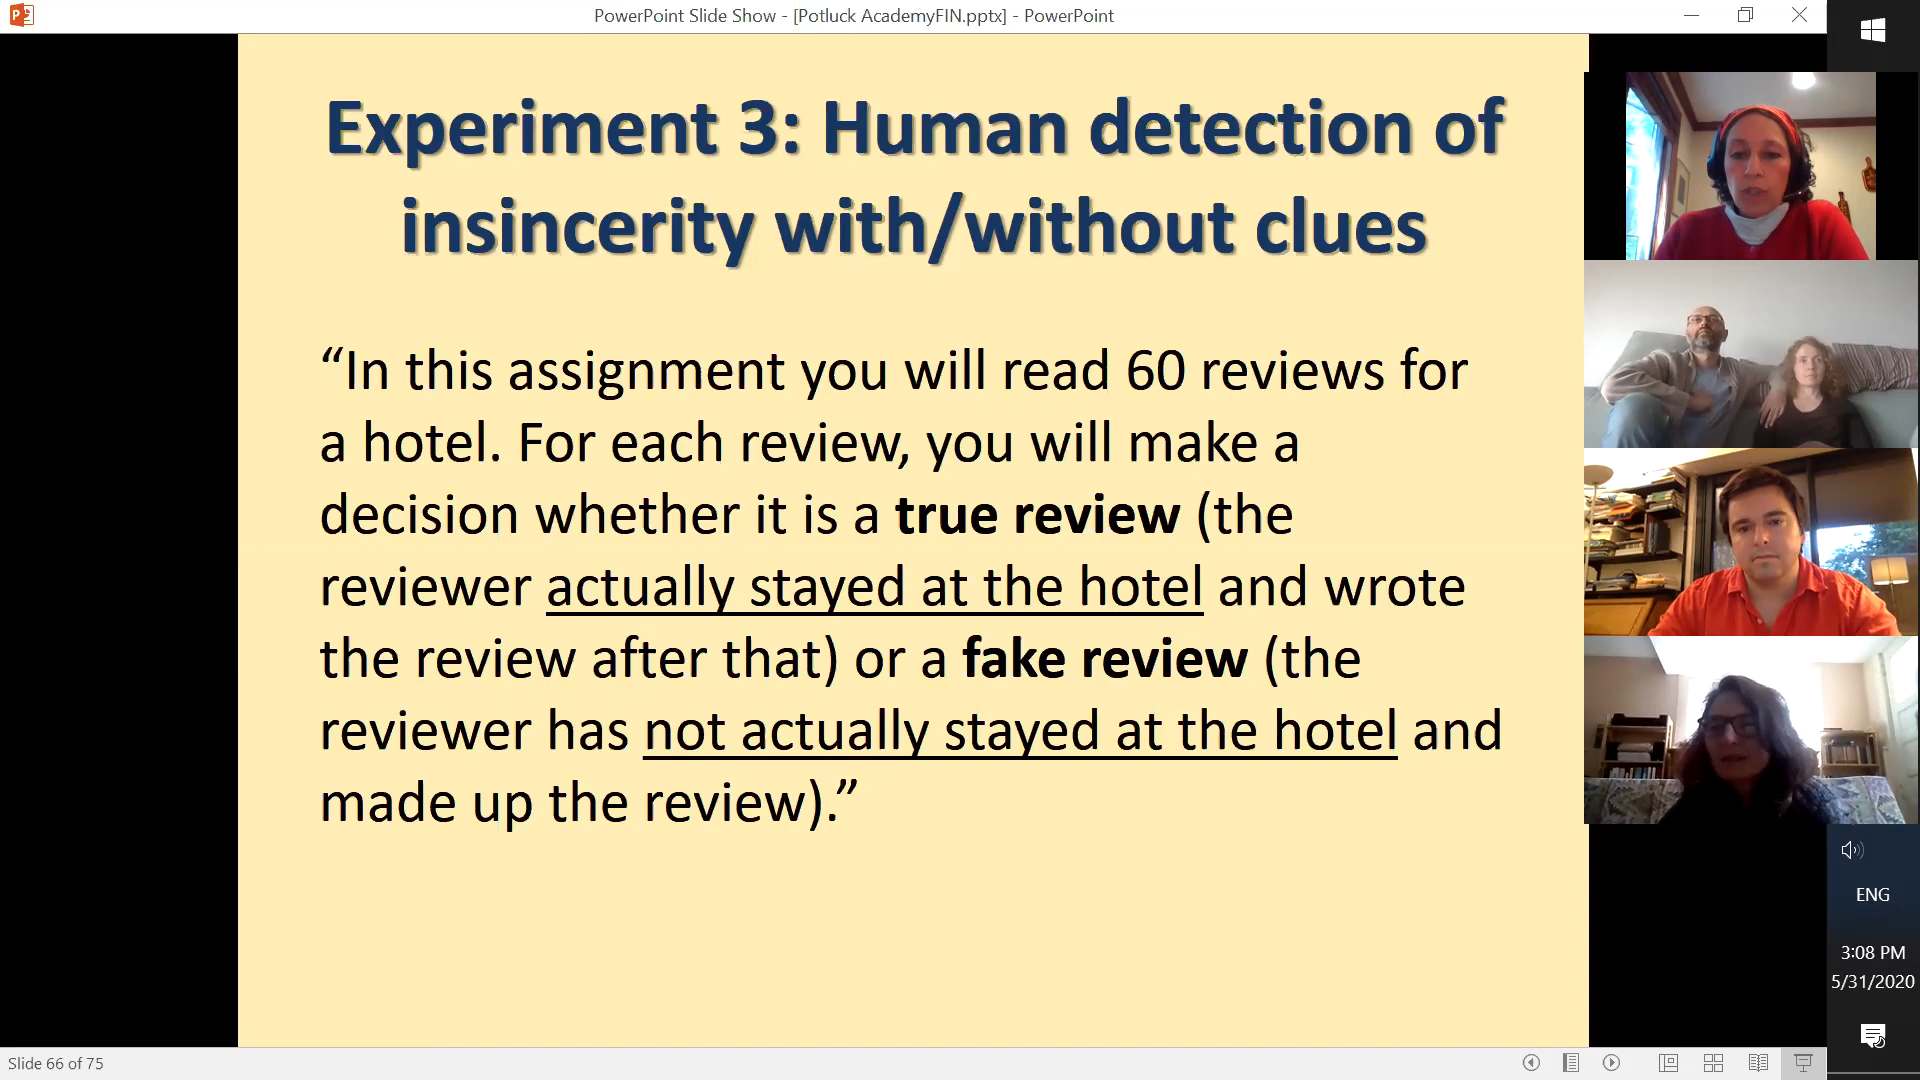 PowerPoint Slide Show - [Potluck AcademyFIN.pptx] - PowerPoint
Experiment 3: Human detection of
insincerity with/without clues
“In this assignment you will read 60 reviews for
a hotel. For each review, you will make a
decision whether it is a true review (the
reviewer actually stayed at the hotel and wrote
the review after that) or a fake review (the
reviewer has not actually stayed at the hotel and
made up the review).”
ENG
3:08 PM
5/31/2020
Slide 66 of 75